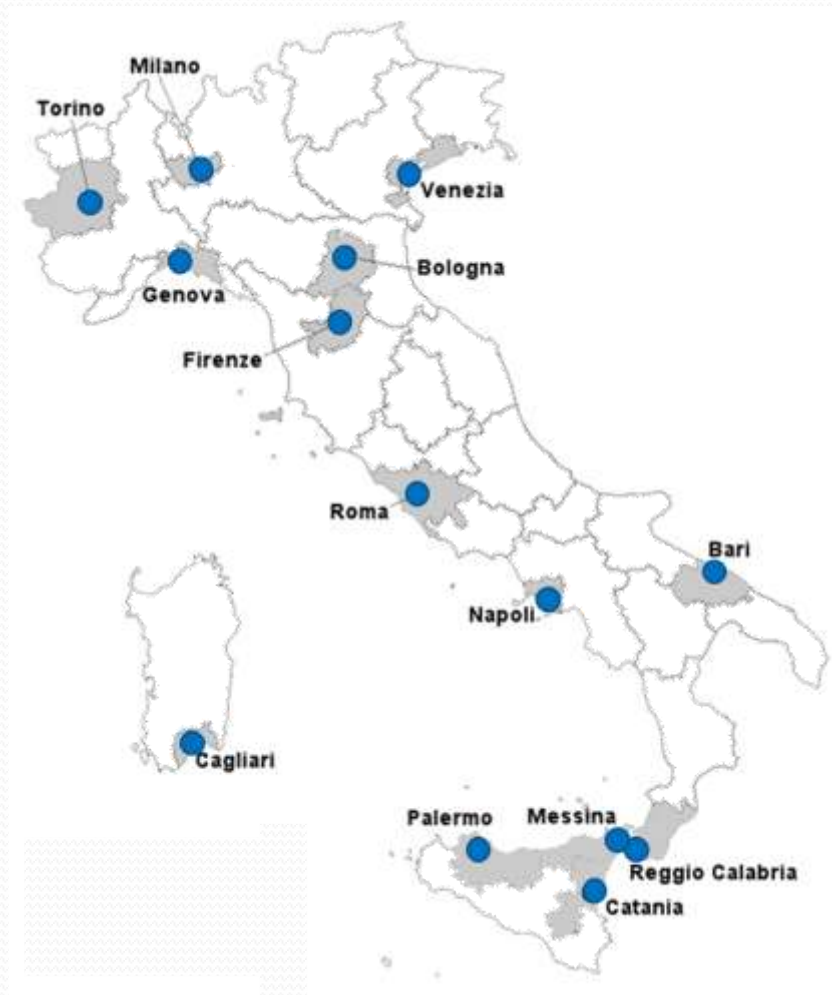 Milano
Torino
Venezia
Bologna
Genova
Firenze
Roma
Bari
Napoli
Cagliari
Palermo
Messina
Reggio Calabria
Catania